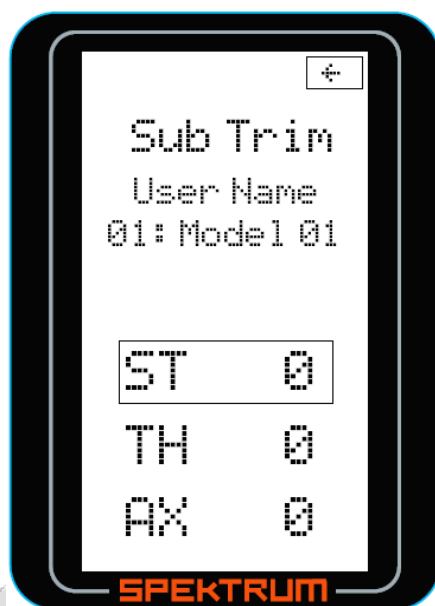 Sub Trim
User Name
01: Model 01
ST 0
TH 0
AX 0
SPEKTRUM